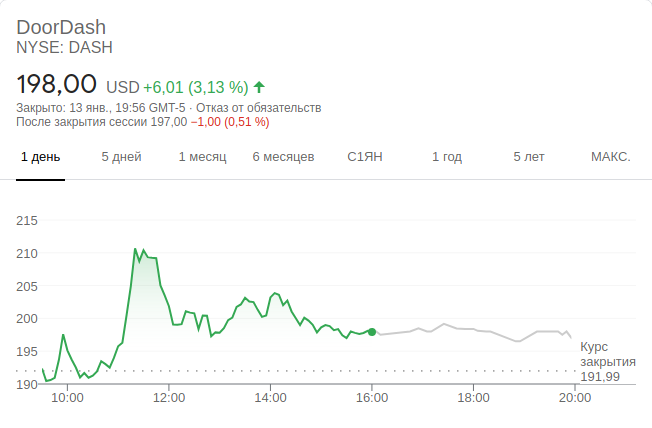 DoorDash
NYSE: DASH
198,00 USD +6,01 (3,13 %)
Закрыто: 13 янв., 19:56 GMT-5 · Отказ от обязательств
После закрытия сессии 197,00 −1,00 (0,51 %)
1 день 5 дней 1 месяц 6 месяцев С1ЯН 1 год 5 лет МАКС.
215
210
205
200
195
190
Курс
закрытия
191,99
10:00 12:00 14:00 16:00 18:00 20:00